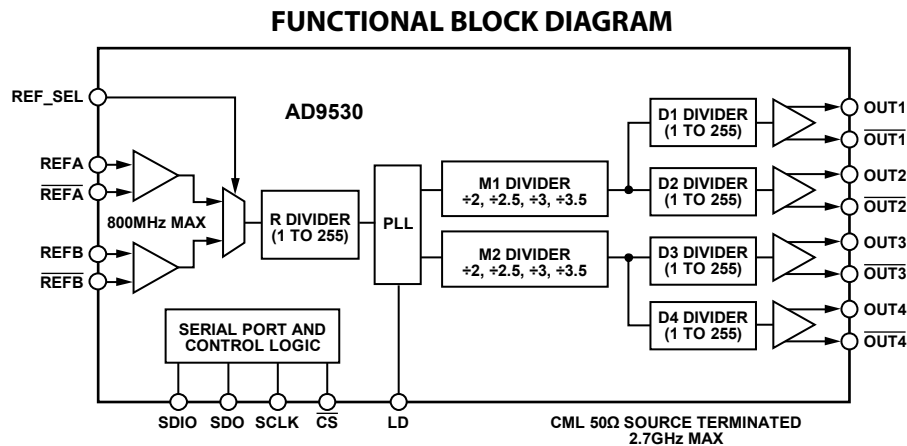 FUNCTIONAL BLOCK DIAGRAM
REF_SEL
AD9530
REFA
REFA
800MHz MAX
REFB
REFB
R DIVIDER
(1 TO 255)
PLL
M1 DIVIDER
÷2, ÷2.5, ÷3, ÷3.5
M2 DIVIDER
÷2, ÷2.5, ÷3, ÷3.5
D1 DIVIDER
(1 TO 255)
D2 DIVIDER
(1 TO 255)
D3 DIVIDER
(1 TO 255)
D4 DIVIDER
(1 TO 255)
OUT1
OUT1
OUT2
OUT2
OUT3
OUT3
OUT4
OUT4
SERIAL PORT AND
CONTROL LOGIC
SDIO
SDO
SCLK
CS
LD
CML 50Ω SOURCE TERMINATED
2.7GHz MAX